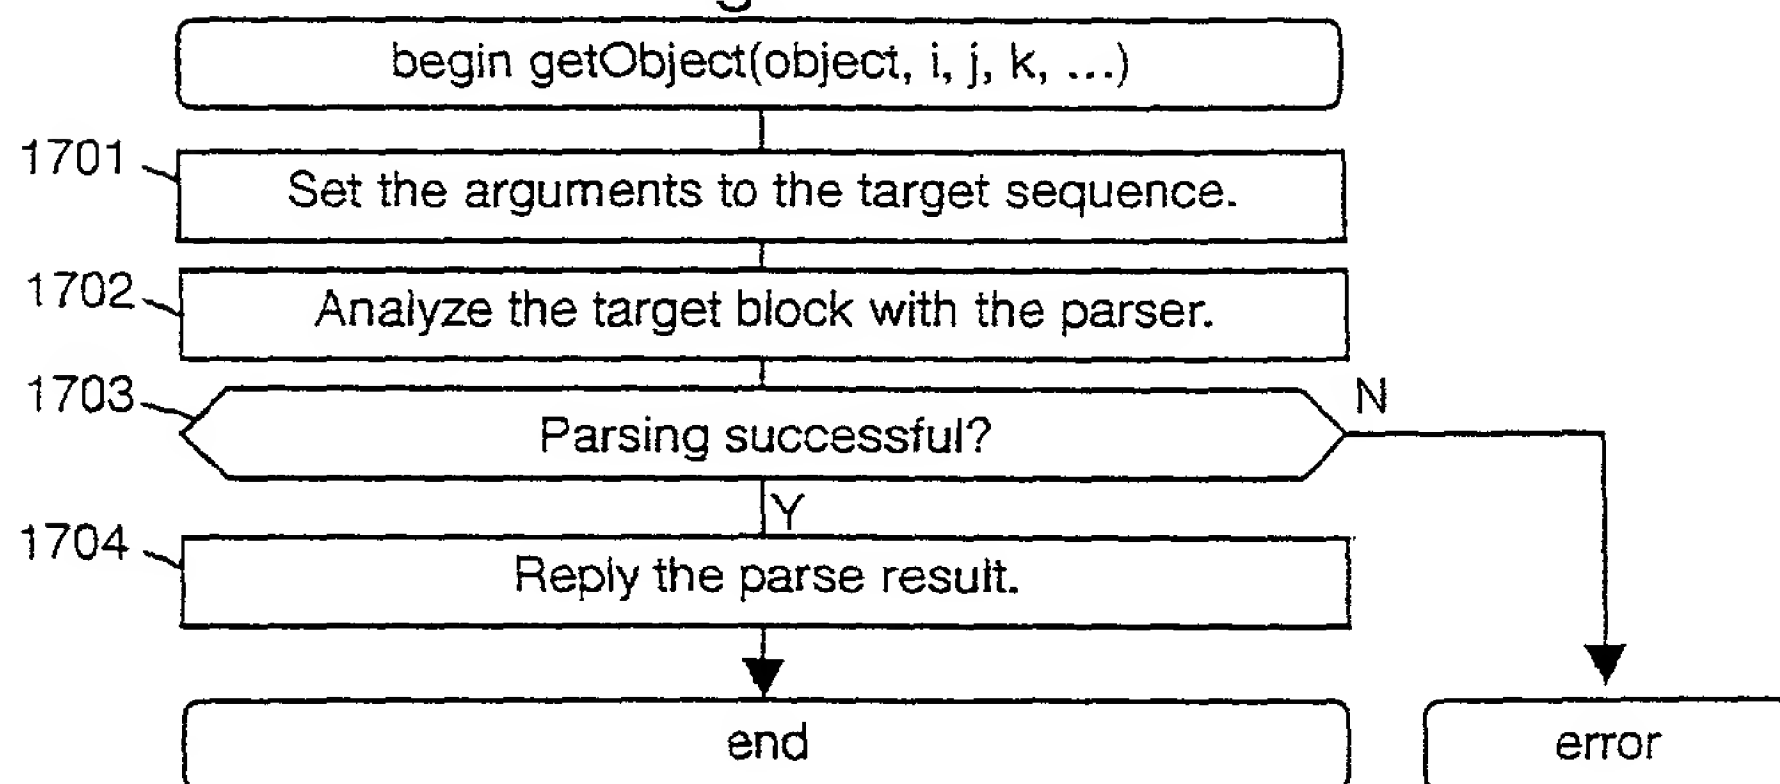 begin getObject(object, i, j, k, ...)
1701
Set the arguments to the target sequence.
1702
Analyze the target block with the parser.
1703
Parsing successful?
N
Y
1704
Reply the parse result.
end
error